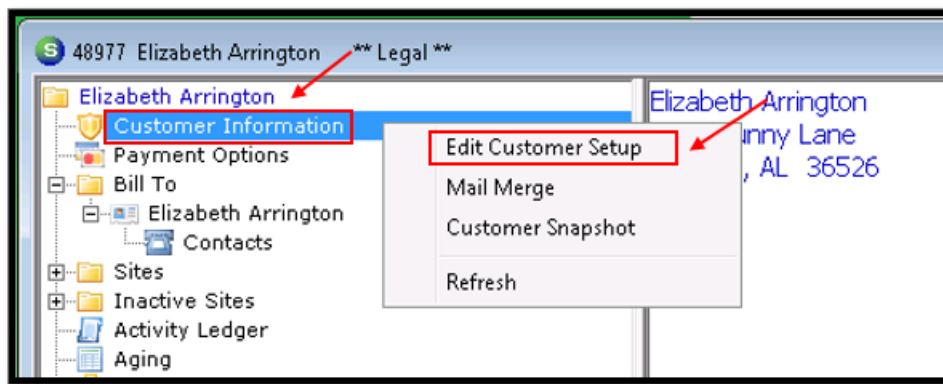 S 48977 Elizabeth Arrington ** Legal **
Elizabeth Arrington
Customer Information
Payment Options
Bill To
Elizabeth Arrington
Contacts
Sites
Inactive Sites
Activity Ledger
Aging
Edit Customer Setup
Mail Merge
Customer Snapshot
Refresh
Elizabeth Arrington
Lane
, AL 36526